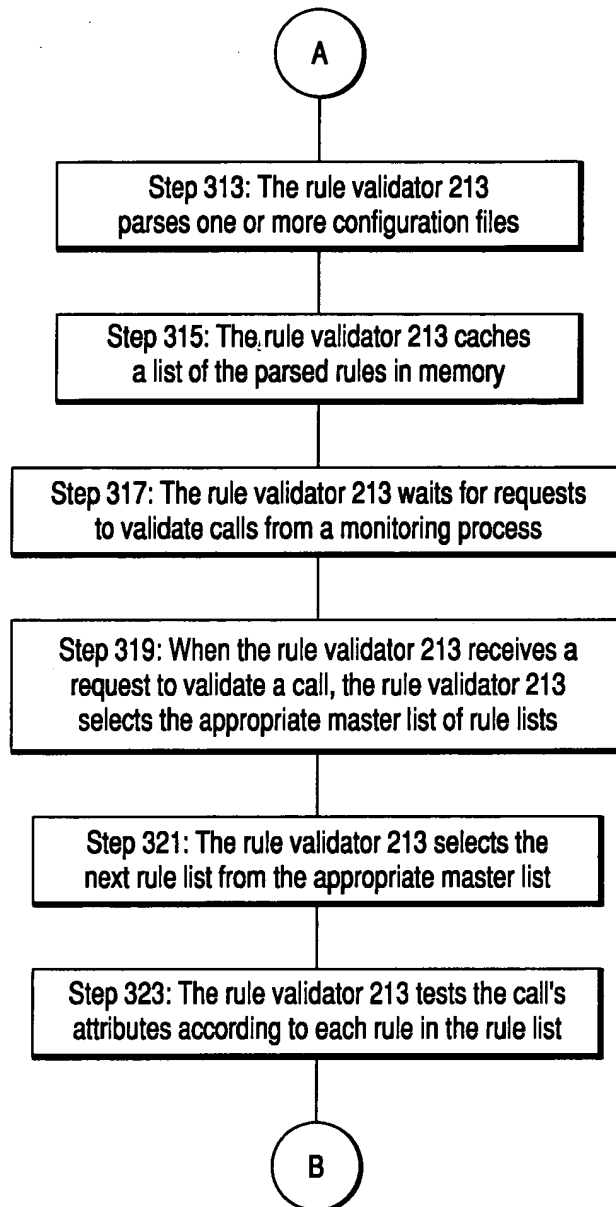 A
Step 313: The rule validator 213
parses one or more configuration files
Step 315: The rule validator 213 caches
a list of the parsed rules in memory
Step 317: The rule validator 213 waits for requests
to validate calls from a monitoring process
Step 319: When the rule validator 213 receives a
request to validate a call, the rule validator 213
selects the appropriate master list of rule lists
Step 321: The rule validator 213 selects the
next rule list from the appropriate master list
Step 323: The rule validator 213 tests the call's
attributes according to each rule in the rule list
B